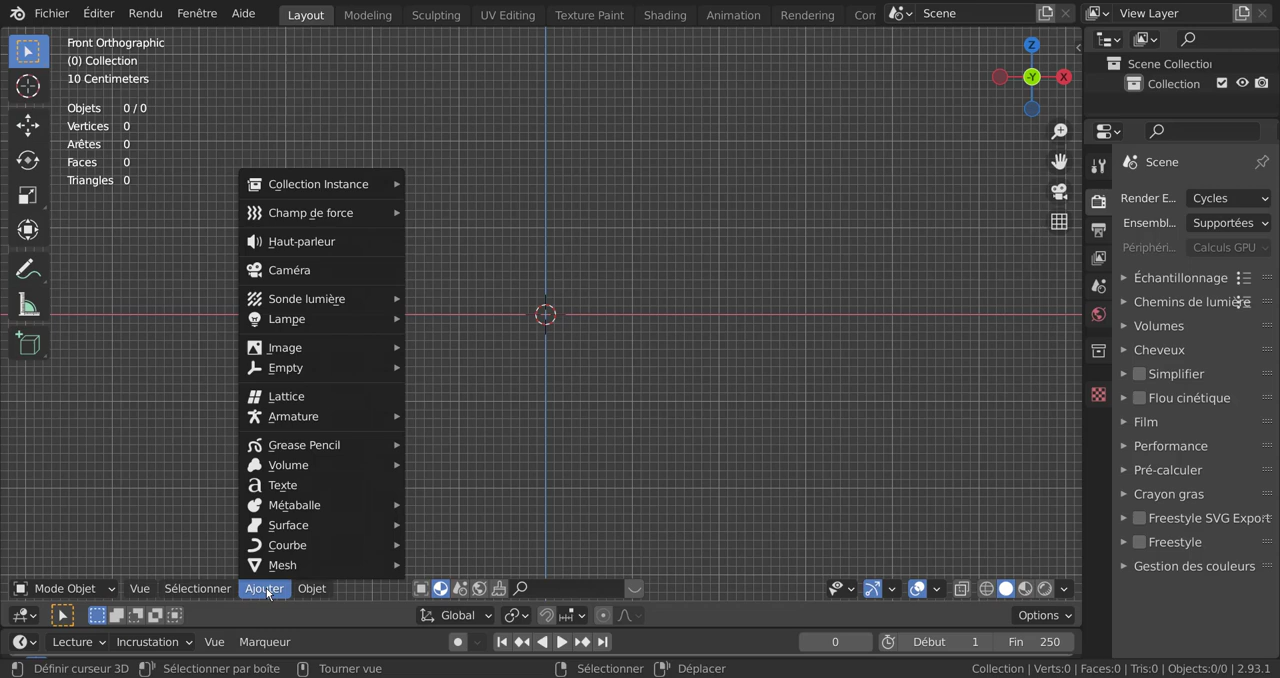 Fichier Éditer Rendu Fenêtre Aide Layout Modeling Sculpting UV Editing Texture Paint Shading Animation Rendering Con Scene View Layer
Front Orthographic
(0) Collection
10 Centimeters
Objets 0 / 0
Vertices 0
Arêtes 0
Faces 0
Triangles 0
Z
-Y
X
Collection Instance
Champ de force
Haut-parleur
Caméra
Sonde lumière
Lampe
Image
Empty
Lattice
Armature
Grease Pencil
Volume
Texte
Métaballe
Surface
Courbe
Mesh
Scene Collection
Collection
Scene
Render E... Cycles
Ensembl... Supportées
Périphéri... Calculs GPU
Échantillonnage
Chemins de lumière
Volumes
Cheveux
Simplifier
Flou cinétique
Film
Performance
Pré-calculer
Crayon gras
Freestyle SVG Export
Freestyle
Gestion des couleurs
Mode Objet Vue Sélectionner Ajouter Objet
Global Options
Lecture Incrustation Vue Marqueur 0 Début 1 Fin 250
Définir curseur 3D Sélectionner par boîte Tourner vue Sélectionner Déplacer Collection | Verts:0 | Faces:0 | Tris:0 | Objects:0/0 | 2.93.1